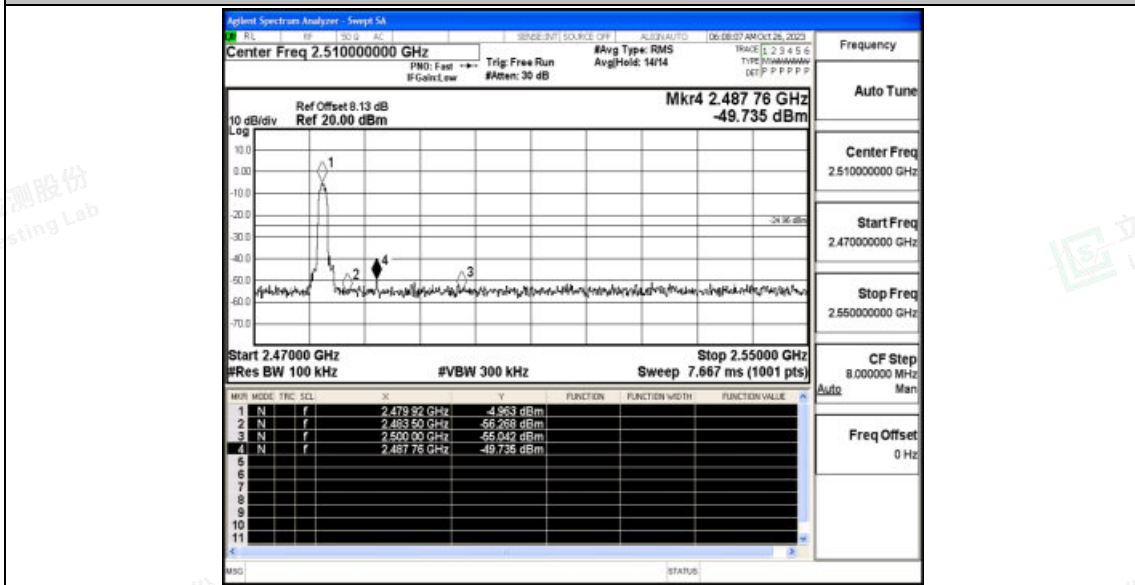 Agilent Spectrum Analyzer - Swept SA
RL RF 50 Ω AC SENSE:INT SOURCE OFF ALIGNAUTO 06:08:07 AM Oct 26, 2023
Center Freq 2.510000000 GHz
PNO: Fast
IFGain:Low
Trig: Free Run
#Atten: 30 dB
#Avg Type: RMS
Avg|Hold: 14/14
TRACE 1 2 3 4 5 6
TYPE
DET P P P P P P
Ref Offset 8.13 dB
10 dB/div Ref 20.00 dBm
Log
Mkr4 2.487 76 GHz
-49.735 dBm
10.0
0.00
-10.0
-20.0
-30.0
-40.0
-50.0
-60.0
-70.0
1
2
4
3
-24.96 dBm
Start 2.47000 GHz Stop 2.55000 GHz
#Res BW 100 kHz #VBW 300 kHz Sweep 7.667 ms (1001 pts)
MKR MODE TRC SCL X Y FUNCTION FUNCTION WIDTH FUNCTION VALUE
1 N f 2.479 92 GHz -4.963 dBm
2 N f 2.483 50 GHz -56.268 dBm
3 N f 2.500 00 GHz -55.042 dBm
4 N f 2.487 76 GHz -49.735 dBm
5
6
7
8
9
10
11
MSG STATUS
Frequency
Auto Tune
Center Freq
2.510000000 GHz
Start Freq
2.470000000 GHz
Stop Freq
2.550000000 GHz
CF Step
8.000000 MHz
Auto Man
Freq Offset
0 Hz
测股份
sting Lab
立